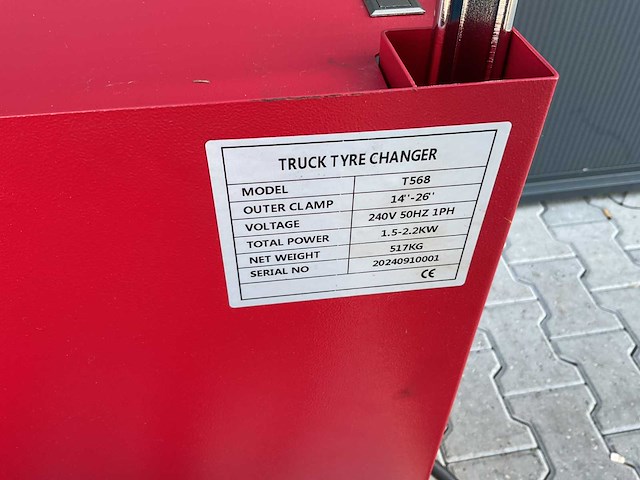 TRUCK TYRE CHANGER
MODEL T568
OUTER CLAMP 14''-26''
VOLTAGE 240V 50HZ 1PH
TOTAL POWER 1.5-2.2KW
NET WEIGHT 517KG
SERIAL NO 20240910001
CE